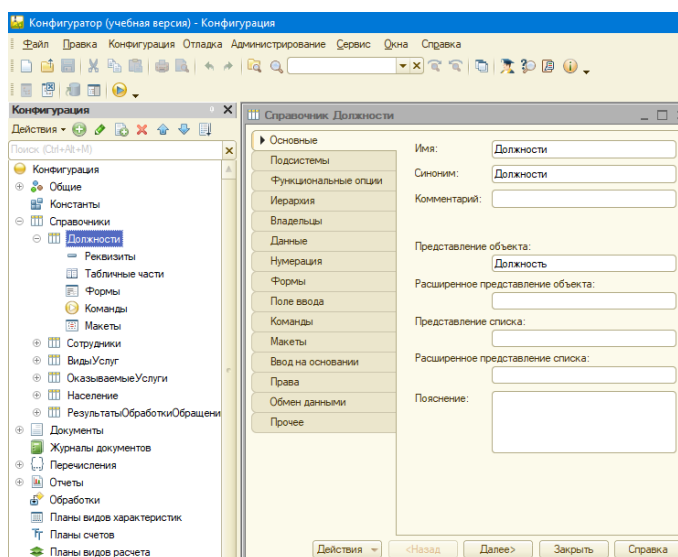 Конфигуратор (учебная версия) - Конфигурация
Файл Правка Конфигурация Отладка Администрирование Сервис Окна Справка
Конфигурация
Действия
Поиск (Ctrl+Alt+M)
Конфигурация
Общие
Константы
Справочники
Должности
Реквизиты
Табличные части
Формы
Команды
Макеты
Сотрудники
ВидыУслуг
ОказываемыеУслуги
Население
РезультатыОбработкиОбращени
Документы
Журналы документов
Перечисления
Отчеты
Обработки
Планы видов характеристик
Планы счетов
Планы видов расчета
Справочник Должности
Основные
Подсистемы
Функциональные опции
Иерархия
Владельцы
Данные
Нумерация
Формы
Поле ввода
Команды
Макеты
Ввод на основании
Права
Обмен данными
Прочее
Имя: Должности
Синоним: Должности
Комментарий:
Представление объекта:
Должность
Расширенное представление объекта:
Представление списка:
Расширенное представление списка:
Пояснение:
Действия <Назад Далее> Закрыть Справка